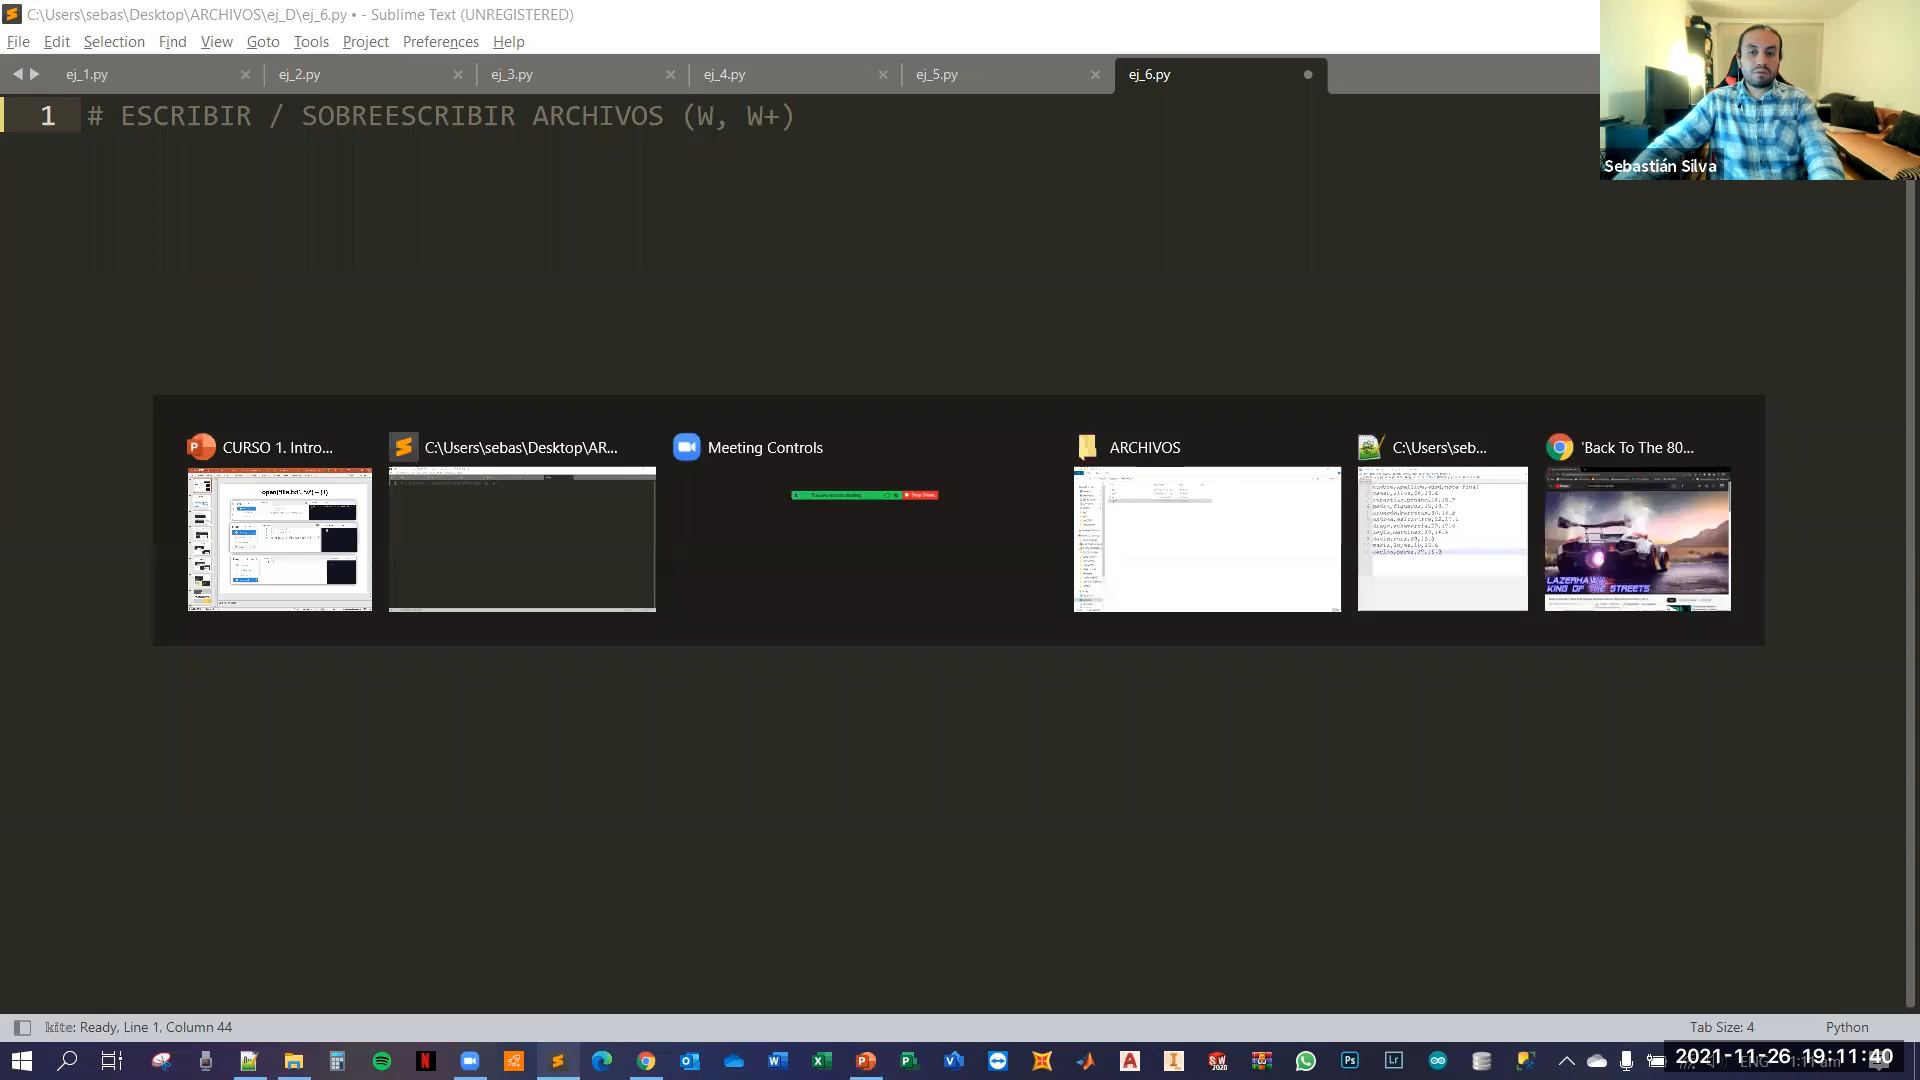 C:\Users\sebas\Desktop\ARCHIVOS\ej_D\ej_6.py • - Sublime Text (UNREGISTERED)
File Edit Selection Find View Goto Tools Project Preferences Help
ej_1.py ej_2.py ej_3.py ej_4.py ej_5.py ej_6.py
1 # ESCRIBIR / SOBREESCRIBIR ARCHIVOS (W, W+)
Sebastián Silva
CURSO 1. Intro... C:\Users\sebas\Desktop\AR... Meeting Controls ARCHIVOS C:\Users\seb... 'Back To The 80...
LAZERHAWK
KING OF THE STREETS
kite: Ready, Line 1, Column 44 Tab Size: 4 Python
2021-11-26 19:11:40